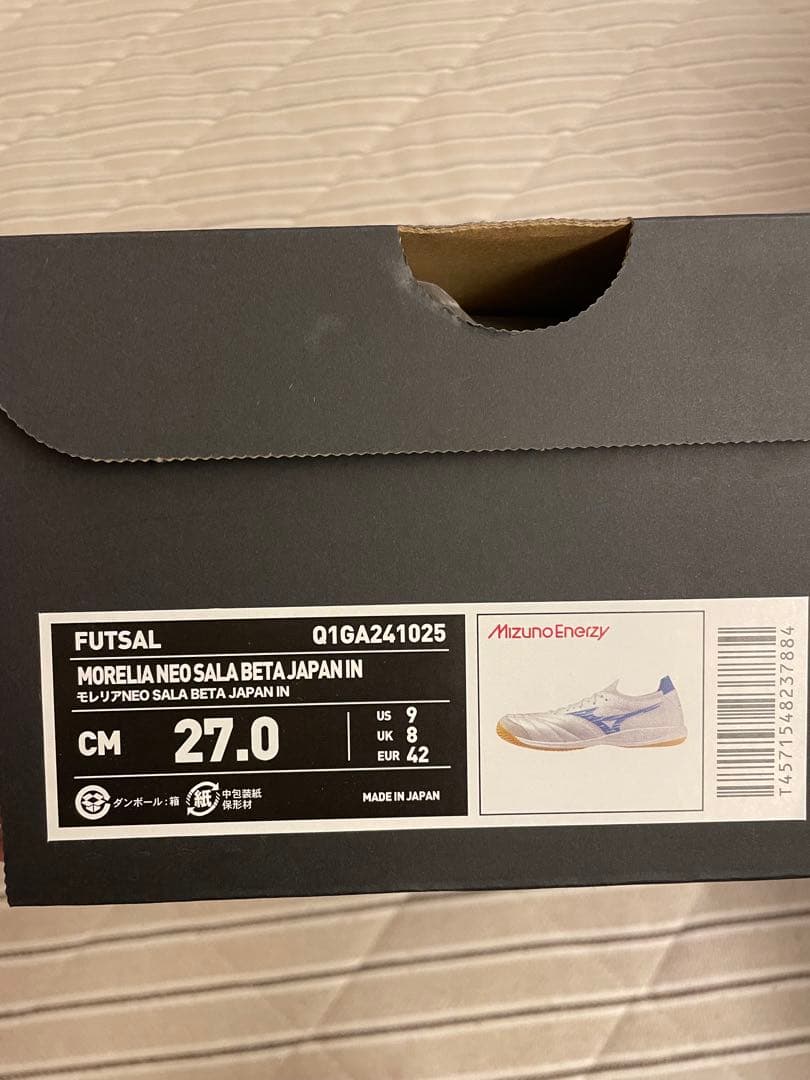 FUTSAL Q1GA241025
MORELIA NEO SALA BETA JAPAN IN
モレリアNEO SALA BETA JAPAN IN
CM 27.0
US 9
UK 8
EUR 42
ダンボール:箱
紙 中包装紙
保形材
MADE IN JAPAN
MizunoEnerzy
T4571548237884